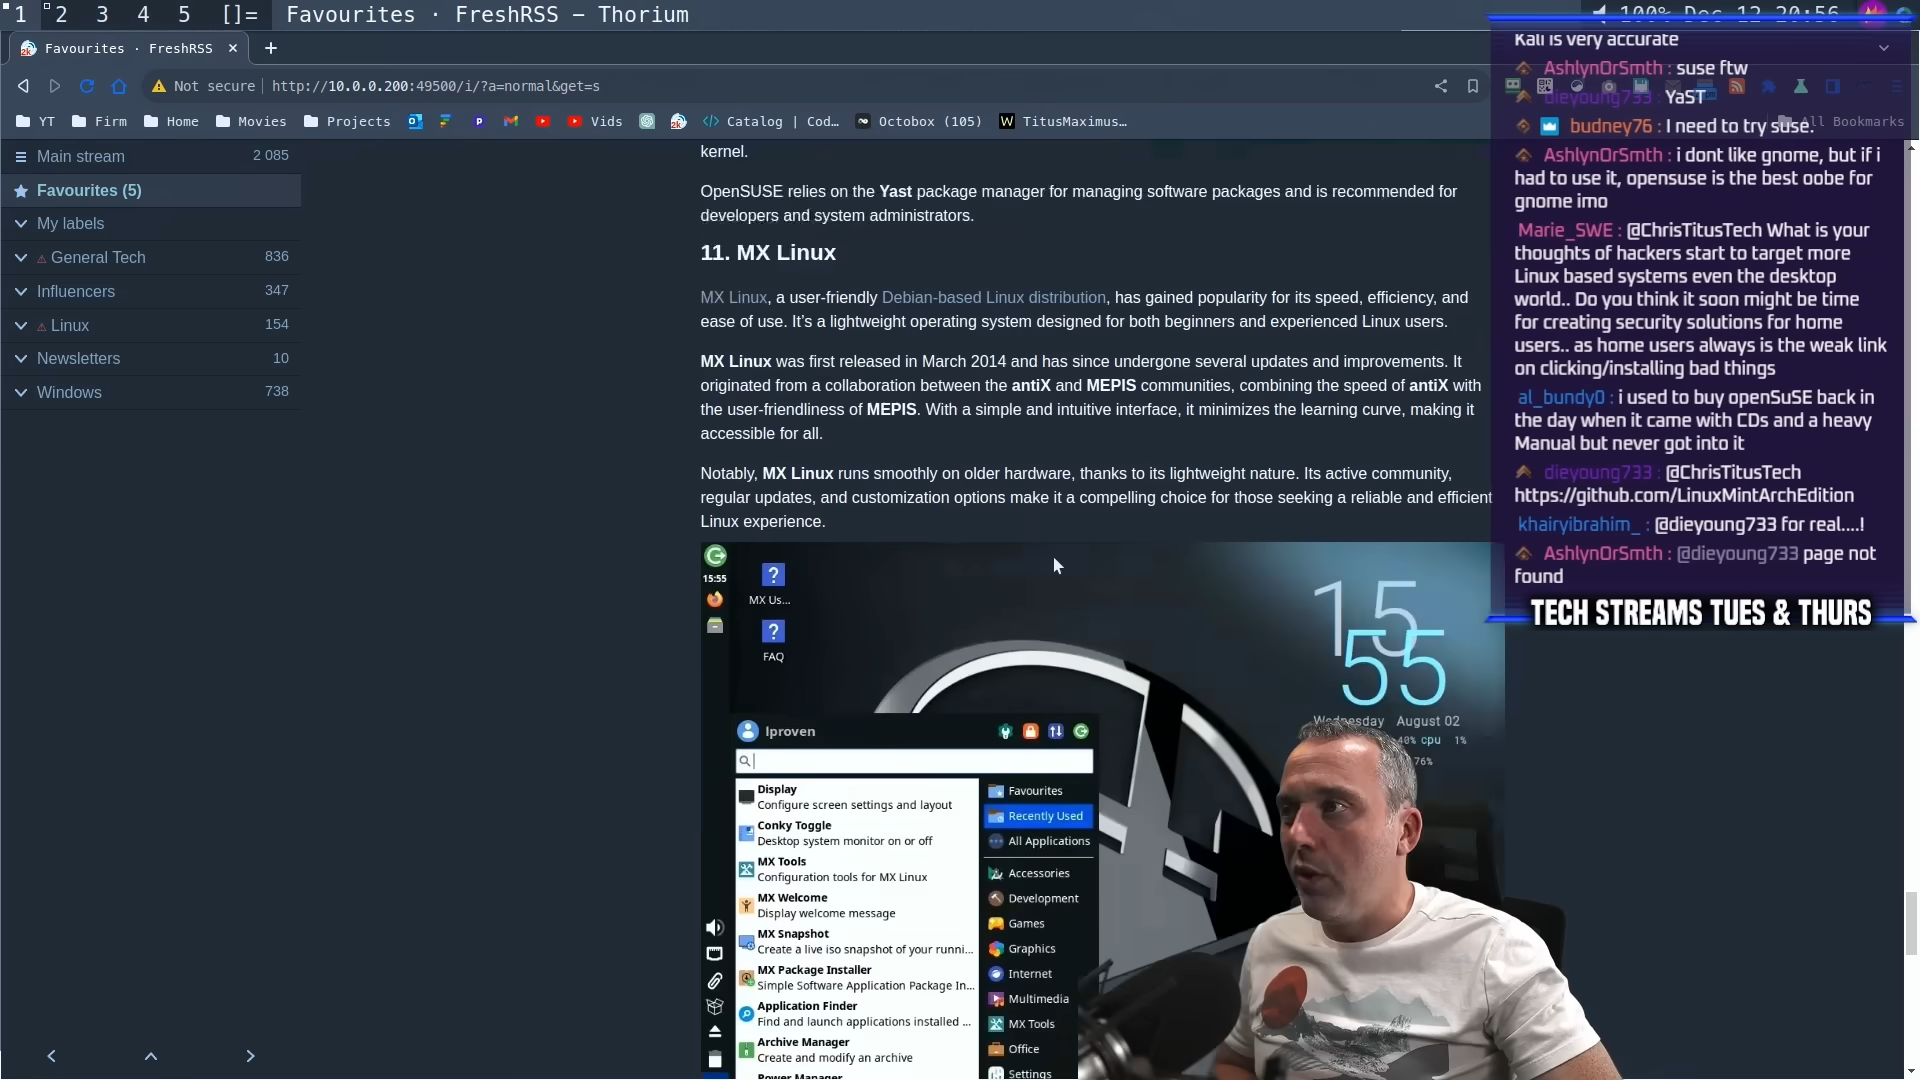 1 2 3 4 5 []= Favourites · FreshRSS — Thorium
100% Dec 12 20:56
Favourites · FreshRSS
Not secure http://10.0.0.200:49500/i/?a=normal&get=s
YT Firm Home Movies Projects Vids Catalog | Cod… Octobox (105) TitusMaximus…
All Bookmarks
Main stream 2 085
Favourites (5)
My labels
General Tech 836
Influencers 347
Linux 154
Newsletters 10
Windows 738
kernel.
OpenSUSE relies on the Yast package manager for managing software packages and is recommended for
developers and system administrators.
11. MX Linux
MX Linux, a user-friendly Debian-based Linux distribution, has gained popularity for its speed, efficiency, and
ease of use. It’s a lightweight operating system designed for both beginners and experienced Linux users.
MX Linux was first released in March 2014 and has since undergone several updates and improvements. It
originated from a collaboration between the antiX and MEPIS communities, combining the speed of antiX with
the user-friendliness of MEPIS. With a simple and intuitive interface, it minimizes the learning curve, making it
accessible for all.
Notably, MX Linux runs smoothly on older hardware, thanks to its lightweight nature. Its active community,
regular updates, and customization options make it a compelling choice for those seeking a reliable and efficient
Linux experience.
15:55
MX Us...
FAQ
15
55
Wednesday August 02
40% cpu 1%
76%
lproven
Display
Configure screen settings and layout
Conky Toggle
Desktop system monitor on or off
MX Tools
Configuration tools for MX Linux
MX Welcome
Display welcome message
MX Snapshot
Create a live iso snapshot of your runni...
MX Package Installer
Simple Software Application Package In...
Application Finder
Find and launch applications installed ...
Archive Manager
Create and modify an archive
Power Manager
Favourites
Recently Used
All Applications
Accessories
Development
Games
Graphics
Internet
Multimedia
MX Tools
Office
Settings
Kali is very accurate
AshlynOrSmth : suse ftw
dieyoung733 : YaST
budney76 : I need to try suse.
AshlynOrSmth : i dont like gnome, but if i
had to use it, opensuse is the best oobe for
gnome imo
Marie_SWE : @ChrisTitusTech What is your
thoughts of hackers start to target more
Linux based systems even the desktop
world.. Do you think it soon might be time
for creating security solutions for home
users.. as home users always is the weak link
on clicking/installing bad things
al_bundy0 : i used to buy openSuSE back in
the day when it came with CDs and a heavy
Manual but never got into it
dieyoung733 : @ChrisTitusTech
https://github.com/LinuxMintArchEdition
khairyibrahim_ : @dieyoung733 for real....!
AshlynOrSmth : @dieyoung733 page not
found
TECH STREAMS TUES & THURS